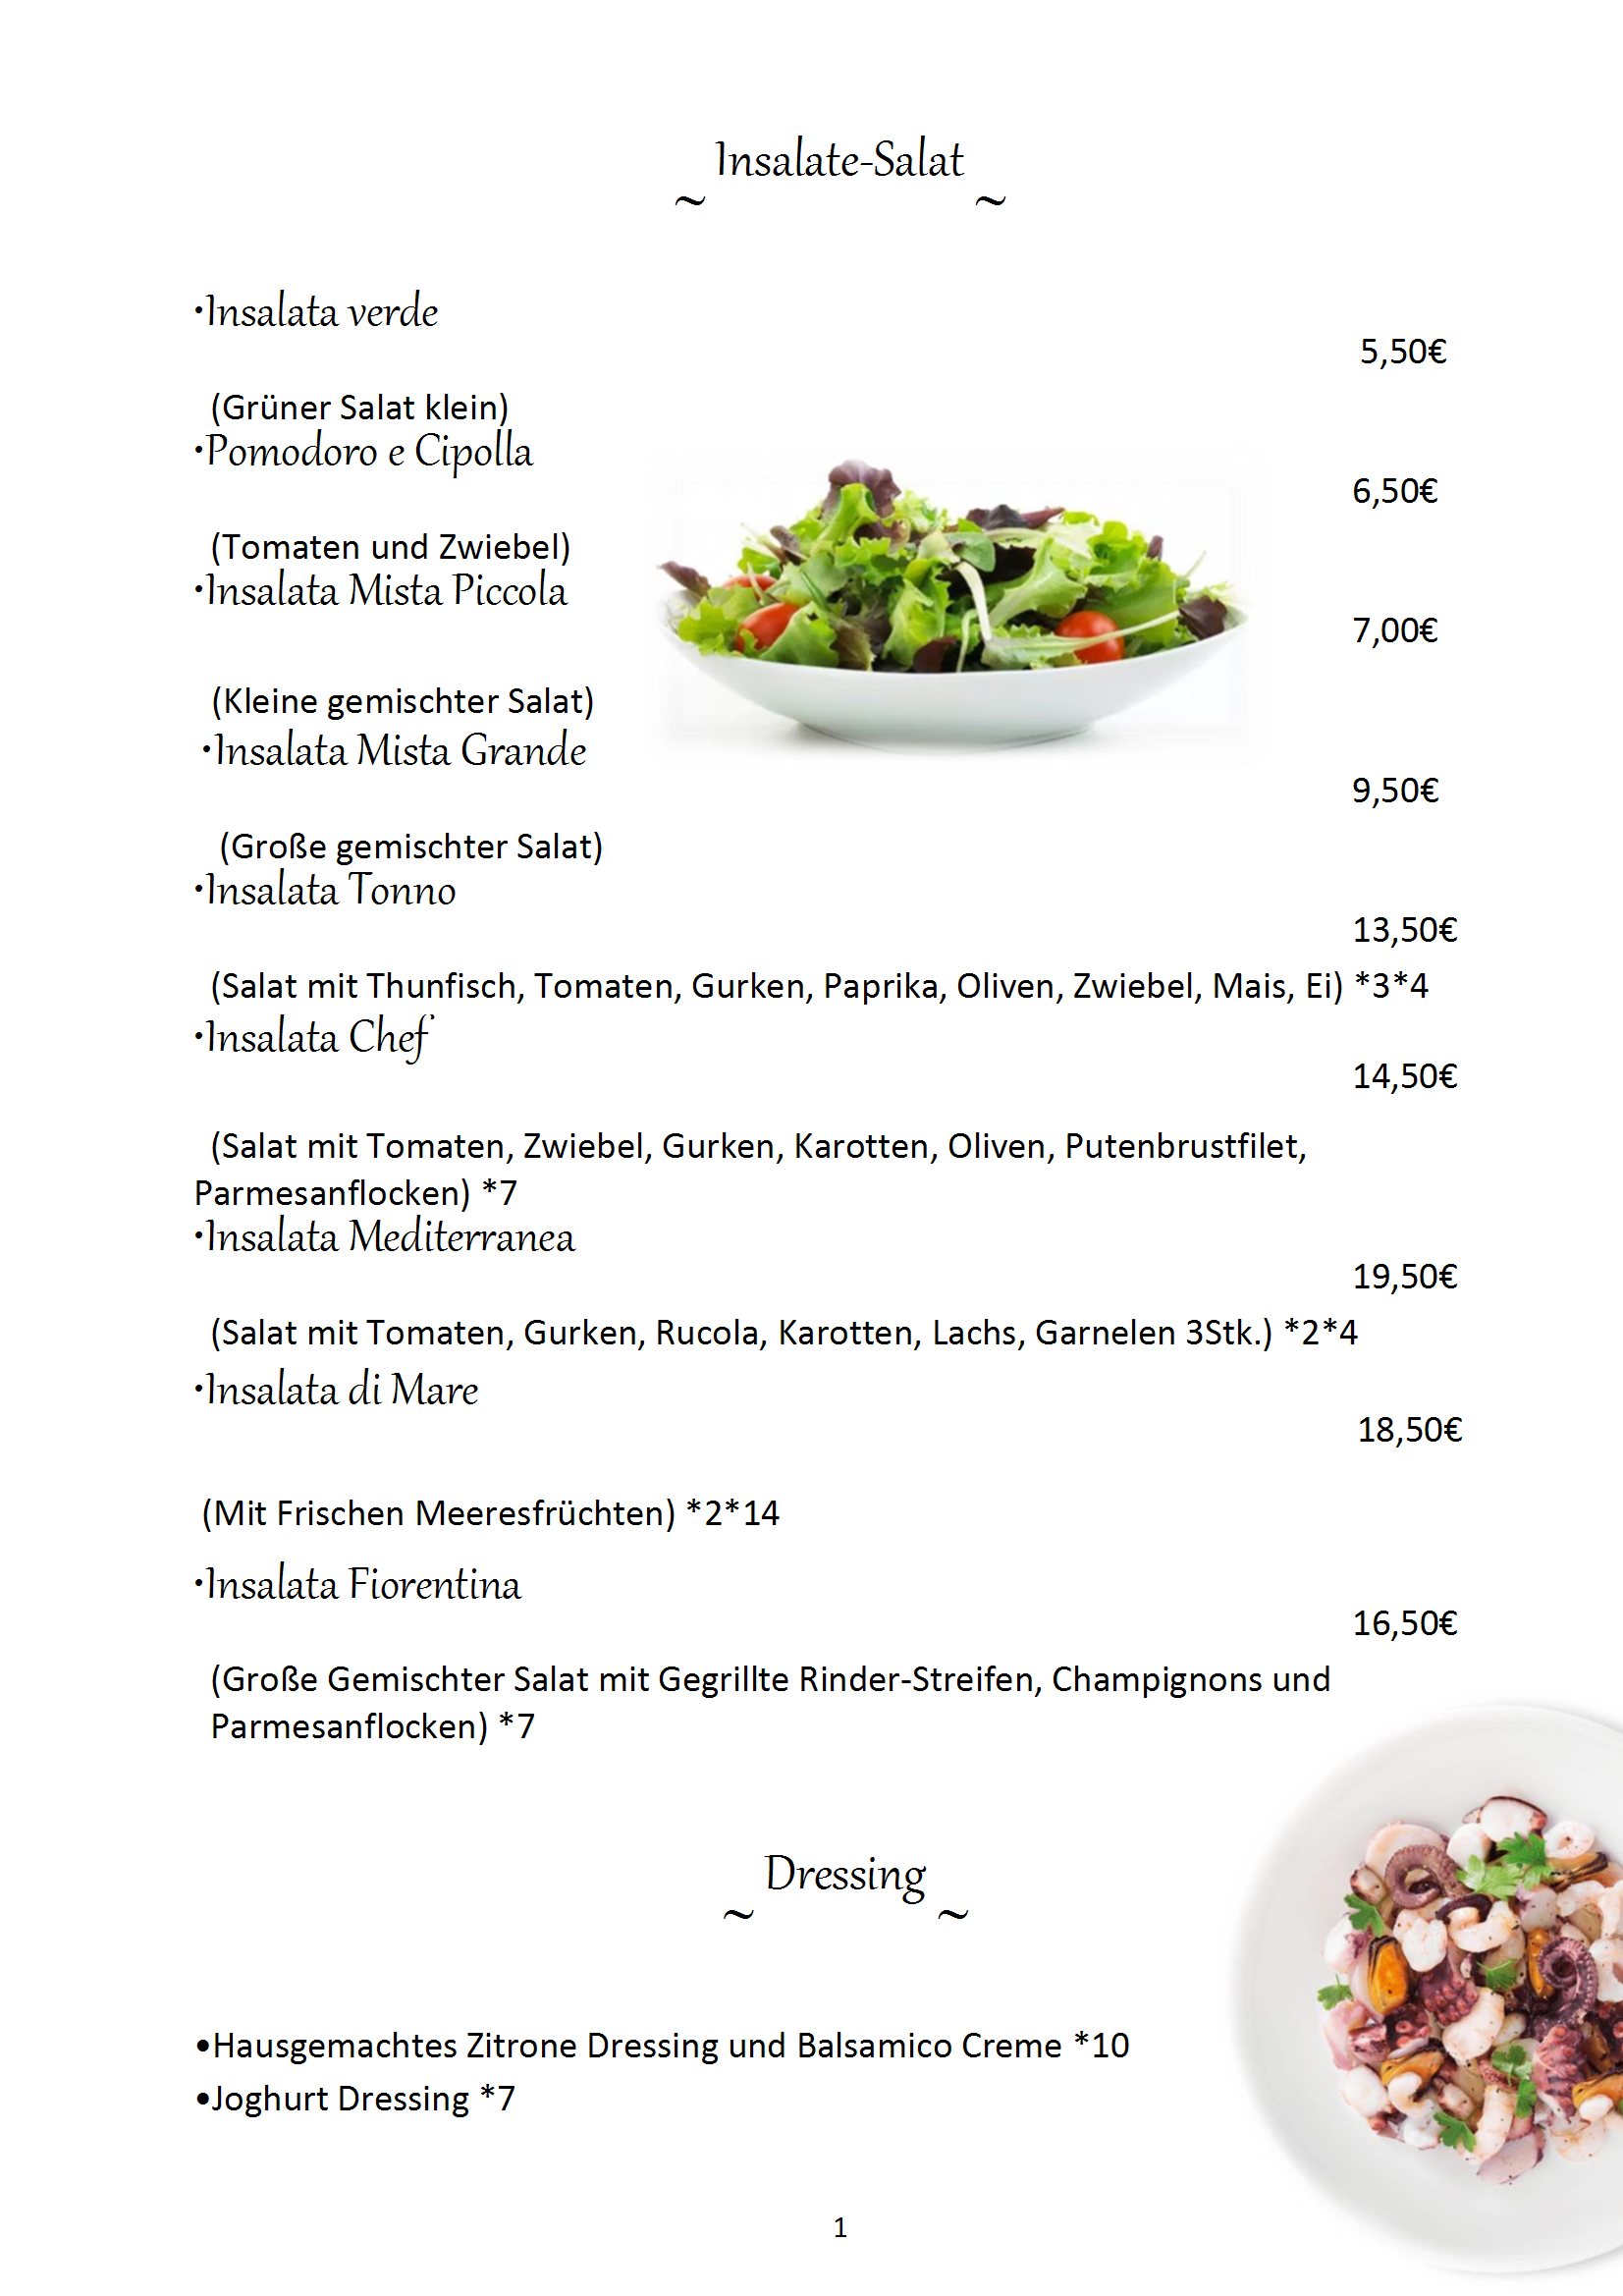 ~ Insalate-Salat ~
•Insalata verde
5,50€
(Grüner Salat klein)
•Pomodoro e Cipolla
6,50€
(Tomaten und Zwiebel)
•Insalata Mista Piccola
7,00€
(Kleine gemischter Salat)
•Insalata Mista Grande
9,50€
(Große gemischter Salat)
•Insalata Tonno
13,50€
(Salat mit Thunfisch, Tomaten, Gurken, Paprika, Oliven, Zwiebel, Mais, Ei) *3*4
•Insalata Chef
14,50€
(Salat mit Tomaten, Zwiebel, Gurken, Karotten, Oliven, Putenbrustfilet,
Parmesanflocken) *7
•Insalata Mediterranea
19,50€
(Salat mit Tomaten, Gurken, Rucola, Karotten, Lachs, Garnelen 3Stk.) *2*4
•Insalata di Mare
18,50€
(Mit Frischen Meeresfrüchten) *2*14
•Insalata Fiorentina
16,50€
(Große Gemischter Salat mit Gegrillte Rinder-Streifen, Champignons und
Parmesanflocken) *7
~ Dressing ~
•Hausgemachtes Zitrone Dressing und Balsamico Creme *10
•Joghurt Dressing *7
1